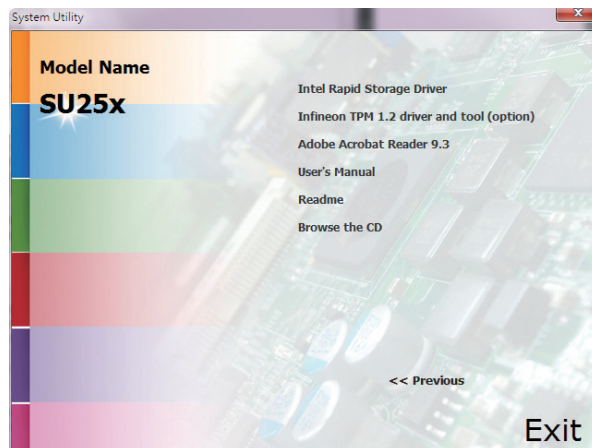 System Utility
Model Name
SU25x
Intel Rapid Storage Driver
Infineon TPM 1.2 driver and tool (option)
Adobe Acrobat Reader 9.3
User's Manual
Readme
Browse the CD
<< Previous
Exit